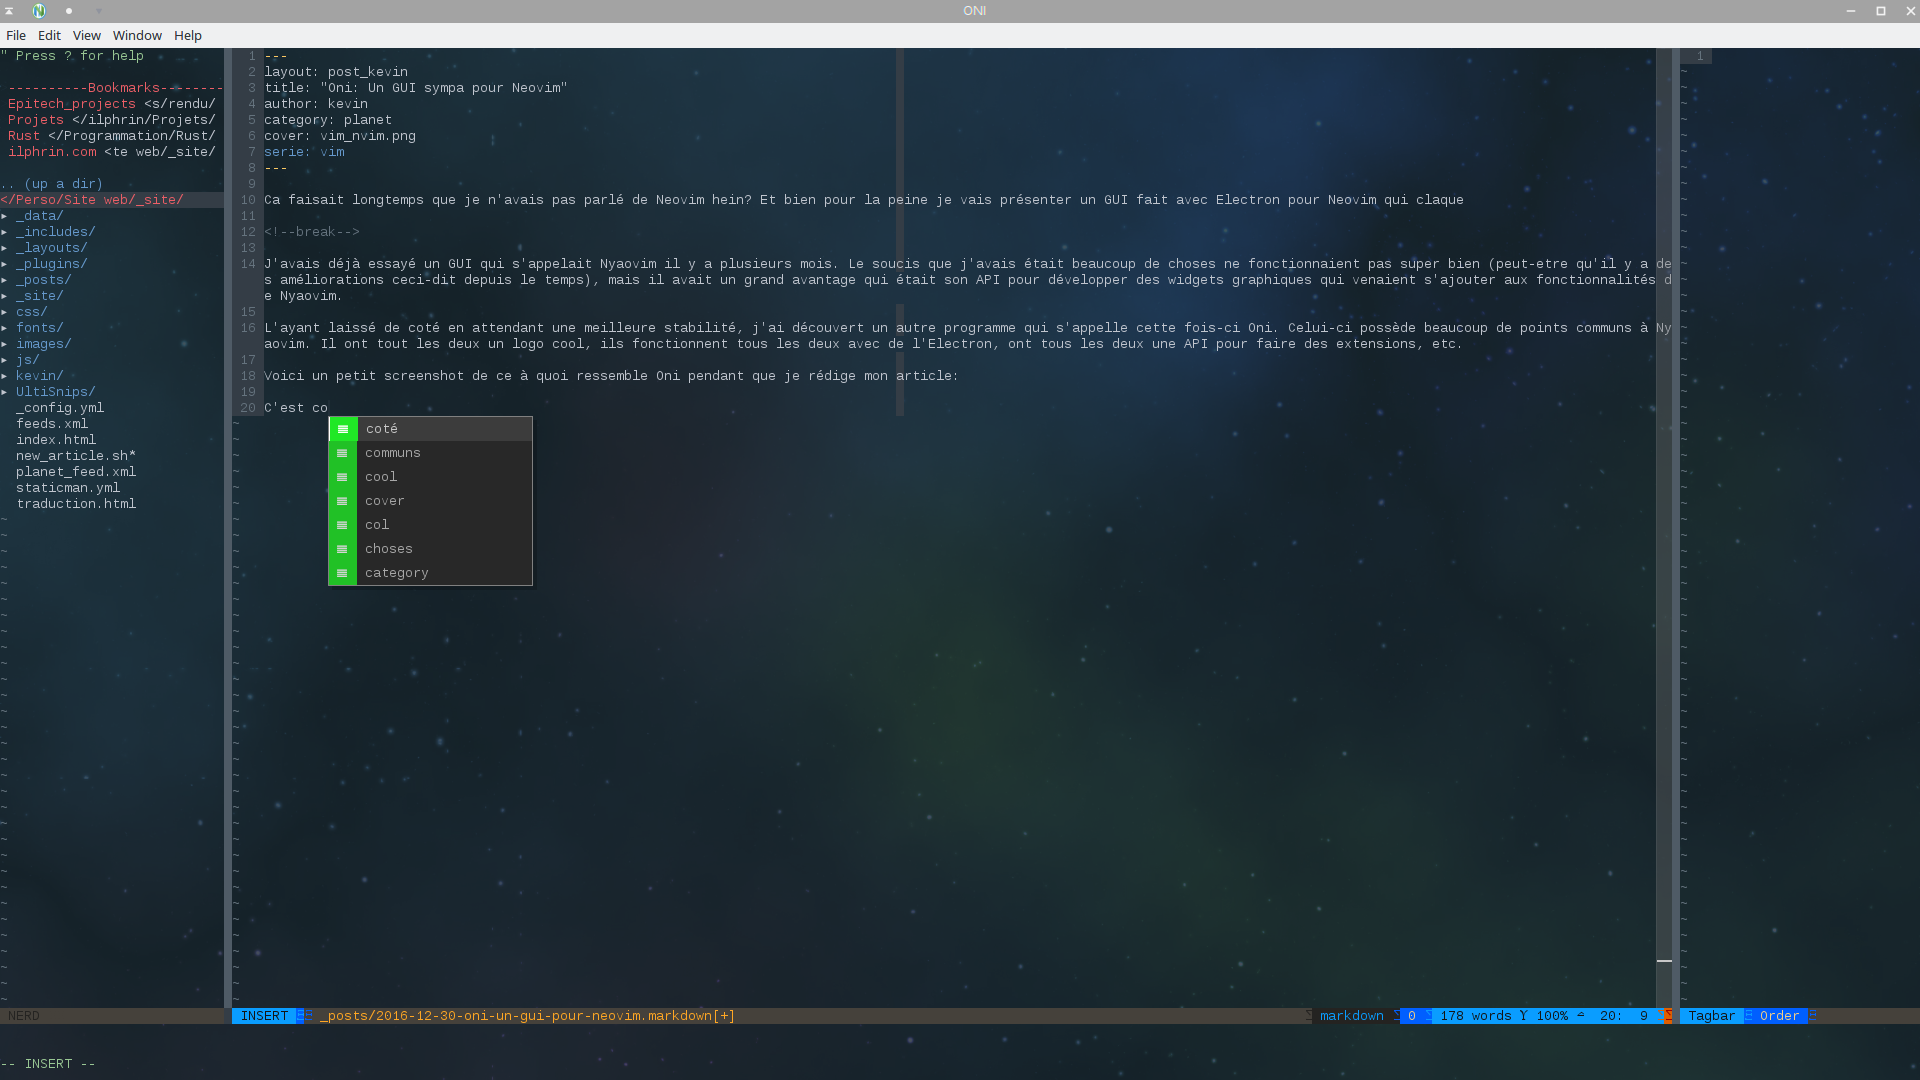 ONI
File Edit View Window Help
" Press ? for help
----------Bookmarks--------
Epitech_projects <s/rendu/
Projets </ilphrin/Projets/
Rust </Programmation/Rust/
ilphrin.com <te web/_site/
.. (up a dir)
</Perso/Site web/_site/
▸ _data/
▸ _includes/
▸ _layouts/
▸ _plugins/
▸ _posts/
▸ _site/
▸ css/
▸ fonts/
▸ images/
▸ js/
▸ kevin/
▸ UltiSnips/
_config.yml
feeds.xml
index.html
new_article.sh*
planet_feed.xml
staticman.yml
traduction.html
NERD
1 ---
2 layout: post_kevin
3 title: "Oni: Un GUI sympa pour Neovim"
4 author: kevin
5 category: planet
6 cover: vim_nvim.png
7 serie: vim
8 ---
9
10 Ca faisait longtemps que je n'avais pas parlé de Neovim hein? Et bien pour la peine je vais présenter un GUI fait avec Electron pour Neovim qui claque
11
12 <!--break-->
13
14 J'avais déjà essayé un GUI qui s'appelait Nyaovim il y a plusieurs mois. Le soucis que j'avais était beaucoup de choses ne fonctionnaient pas super bien (peut-etre qu'il y a de
s améliorations ceci-dit depuis le temps), mais il avait un grand avantage qui était son API pour développer des widgets graphiques qui venaient s'ajouter aux fonctionnalités d
e Nyaovim.
15
16 L'ayant laissé de coté en attendant une meilleure stabilité, j'ai découvert un autre programme qui s'appelle cette fois-ci Oni. Celui-ci possède beaucoup de points communs à Ny
aovim. Il ont tout les deux un logo cool, ils fonctionnent tous les deux avec de l'Electron, ont tous les deux une API pour faire des extensions, etc.
17
18 Voici un petit screenshot de ce à quoi ressemble Oni pendant que je rédige mon article:
19
20 C'est co
coté
communs
cool
cover
col
choses
category
INSERT _posts/2016-12-30-oni-un-gui-pour-neovim.markdown[+] markdown 0 178 words 100% 20: 9
1
Tagbar Order
-- INSERT --